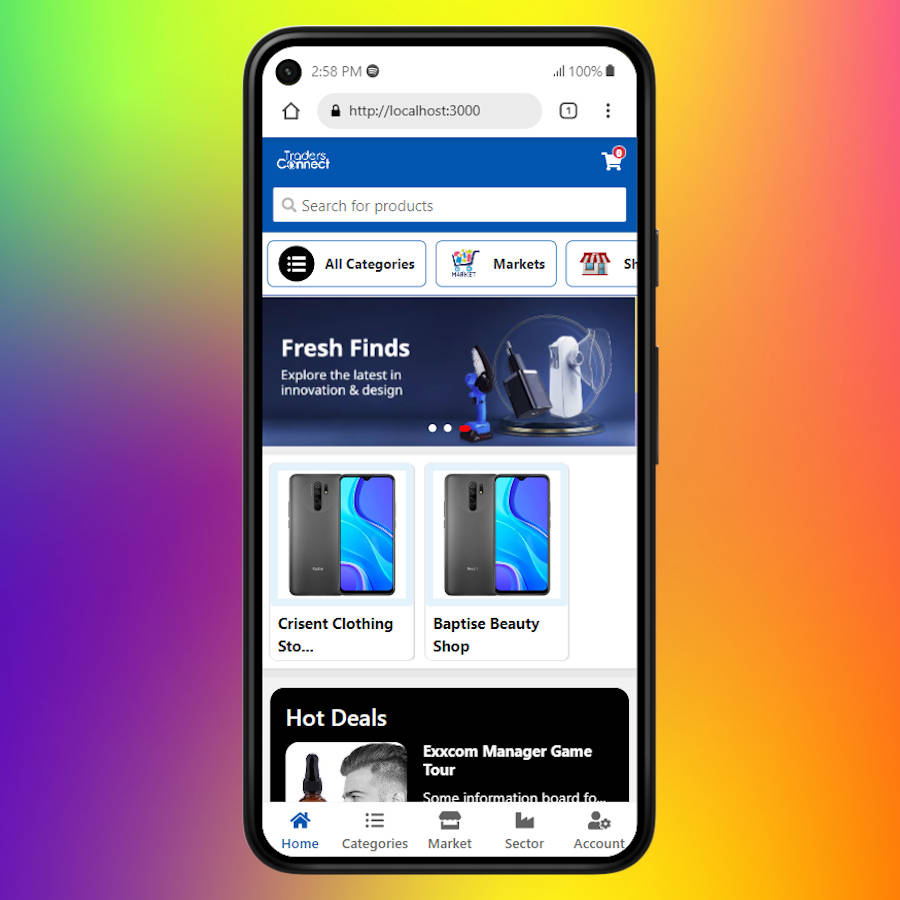 2:58 PM
100%
http://localhost:3000
1
Traders
Connect
0
Search for products
All Categories
Markets
Sh
MARKET
Fresh Finds
Explore the latest in
innovation & design
Crisent Clothing
Sto...
Baptise Beauty
Shop
Hot Deals
Exxcom Manager Game
Tour
Some information board fo...
Home
Categories
Market
Sector
Account